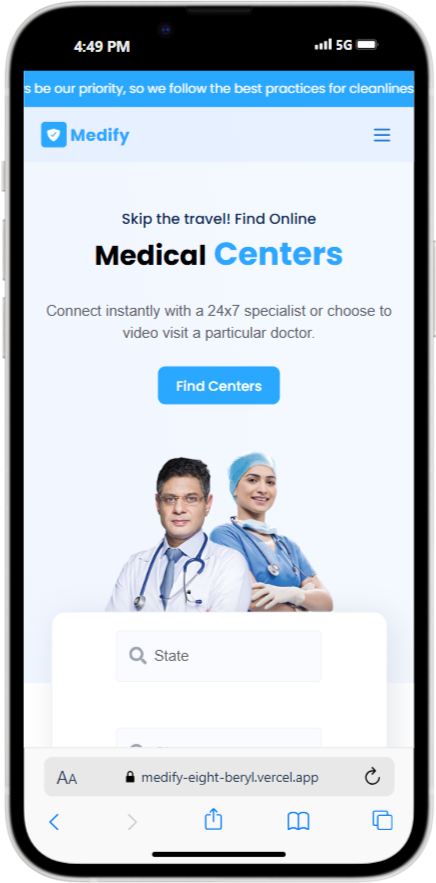 4:49 PM
5G
s be our priority, so we follow the best practices for cleanlines
Medify
Skip the travel! Find Online
Medical Centers
Connect instantly with a 24x7 specialist or choose to
video visit a particular doctor.
Find Centers
State
AA
medify-eight-beryl.vercel.app